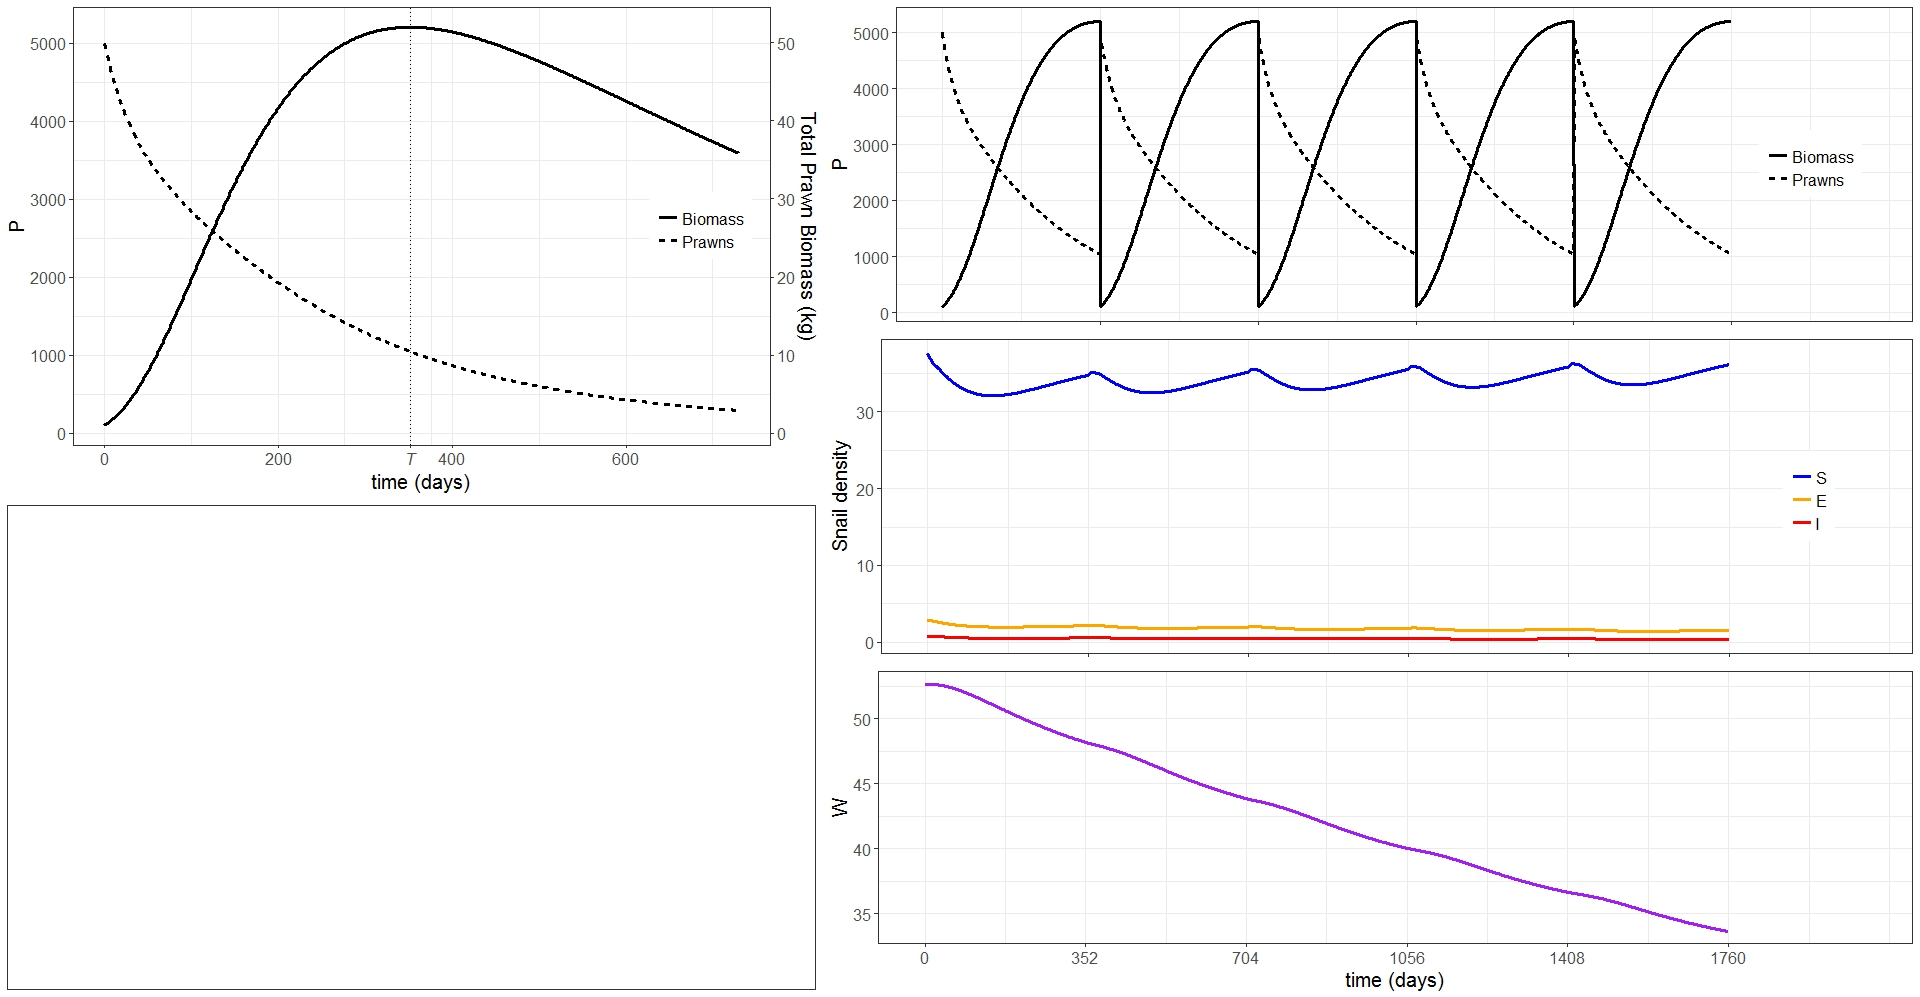 5000
4000
3000
2000
1000
0
P
50
40
30
20
10
0
Total Prawn Biomass (kg)
Biomass
Prawns
0 200 T 400 600
time (days)
5000
4000
3000
2000
1000
0
P
Biomass
Prawns
30
20
10
0
Snail density
S
E
I
50
45
40
35
W
0 352 704 1056 1408 1760
time (days)